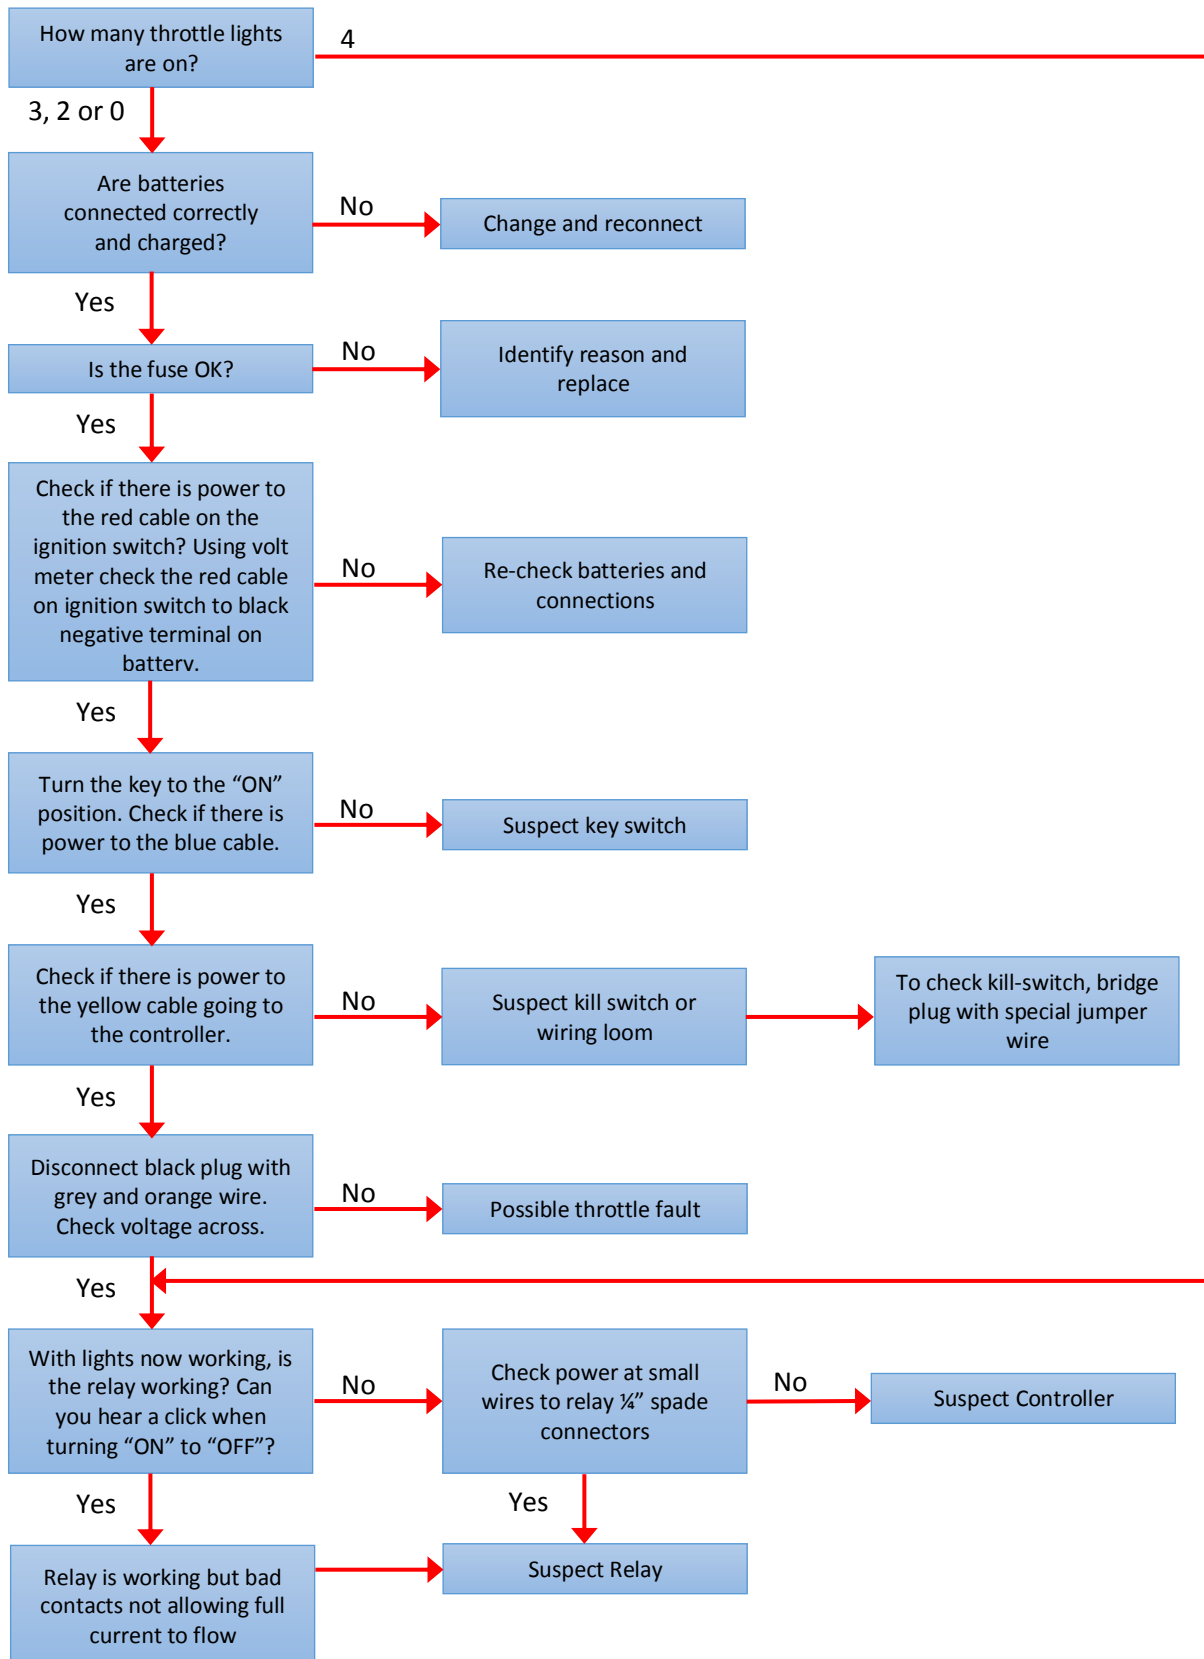 How many throttle lights
are on?
4
3, 2 or 0
Are batteries
connected correctly
and charged?
No
Change and reconnect
Yes
Is the fuse OK?
No
Identify reason and
replace
Yes
Check if there is power to
the red cable on the
ignition switch? Using volt
meter check the red cable
on ignition switch to black
negative terminal on
battery.
No
Re-check batteries and
connections
Yes
Turn the key to the “ON”
position. Check if there is
power to the blue cable.
No
Suspect key switch
Yes
Check if there is power to
the yellow cable going to
the controller.
No
Suspect kill switch or
wiring loom
To check kill-switch, bridge
plug with special jumper
wire
Yes
Disconnect black plug with
grey and orange wire.
Check voltage across.
No
Possible throttle fault
Yes
With lights now working, is
the relay working? Can
you hear a click when
turning “ON” to “OFF”?
No
Check power at small
wires to relay ¼” spade
connectors
No
Suspect Controller
Yes
Yes
Relay is working but bad
contacts not allowing full
current to flow
Suspect Relay